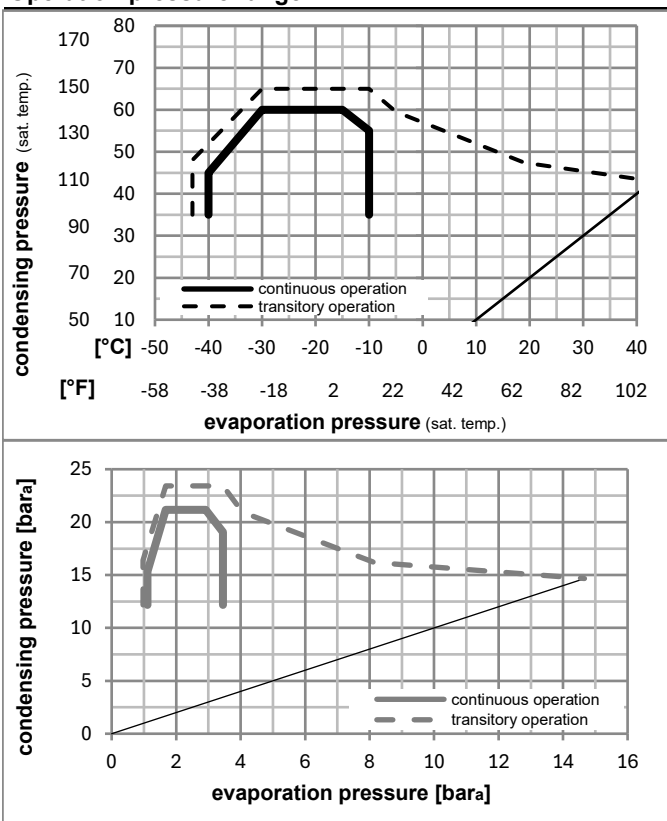 Operation pressure range
condensing pressure (sat. temp.)
170 80
150 70
130 60
110 50
90 40
70 30
20
50 10
continuous operation
transitory operation
[°C] -50 -40 -30 -20 -10 0 10 20 30 40
[°F] -58 -38 -18 2 22 42 62 82 102
evaporation pressure (sat. temp.)
condensing pressure [bara]
25
20
15
10
5
0
continuous operation
transitory operation
0 2 4 6 8 10 12 14 16
evaporation pressure [bara]